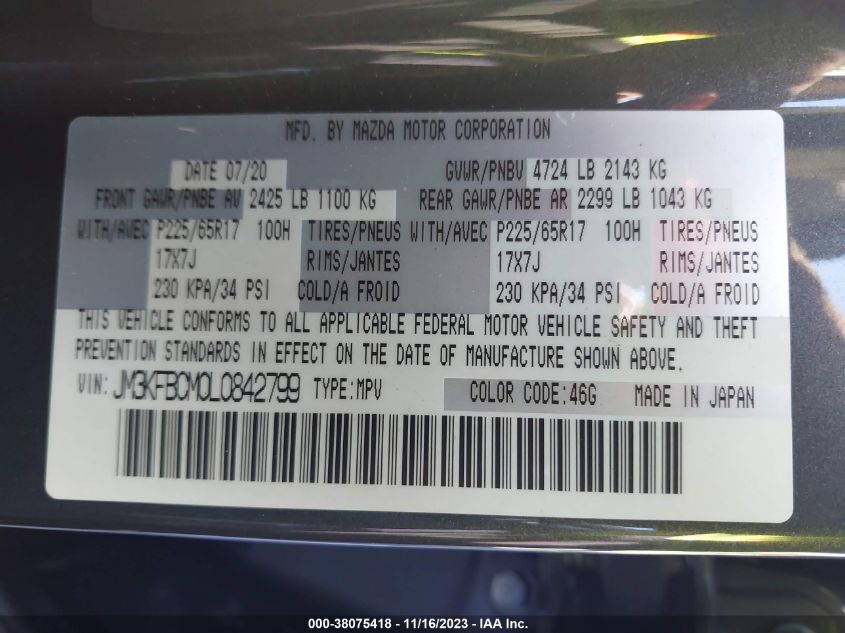 MFD. BY MAZDA MOTOR CORPORATION
DATE 07/20 GVWR/PNBV 4724 LB 2143 KG
FRONT GAWR/PNBE AV 2425 LB 1100 KG REAR GAWR/PNBE AR 2299 LB 1043 KG
WITH/AVEC P225/65R17 100H TIRES/PNEUS WITH/AVEC P225/65R17 100H TIRES/PNEUS
17X7J RIMS/JANTES 17X7J RIMS/JANTES
230 KPA/34 PSI COLD/A FROID 230 KPA/34 PSI COLD/A FROID
THIS VEHICLE CONFORMS TO ALL APPLICABLE FEDERAL MOTOR VEHICLE SAFETY AND THEFT
PREVENTION STANDARDS IN EFFECT ON THE DATE OF MANUFACTURE SHOWN ABOVE.
VIN: JM3KFBCM0L0842799 TYPE:MPV COLOR CODE:46G MADE IN JAPAN
000-38075418 - 11/16/2023 - IAA Inc.